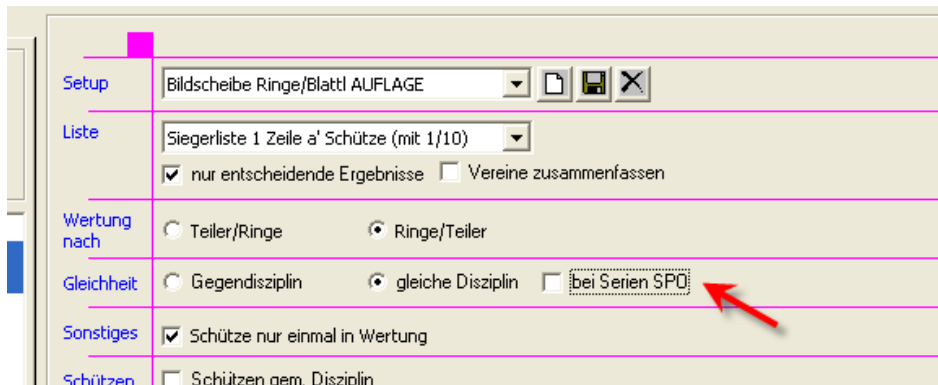 Setup Bildscheibe Ringe/Blattl AUFLAGE
Liste Siegerliste 1 Zeile a' Schütze (mit 1/10)
nur entscheidende Ergebnisse Vereine zusammenfassen
Wertung nach Teiler/Ringe Ringe/Teiler
Gleichheit Gegendisziplin gleiche Disziplin bei Serien SPO
Sonstiges Schütze nur einmal in Wertung
Schützen Schützen gem. Disziplin